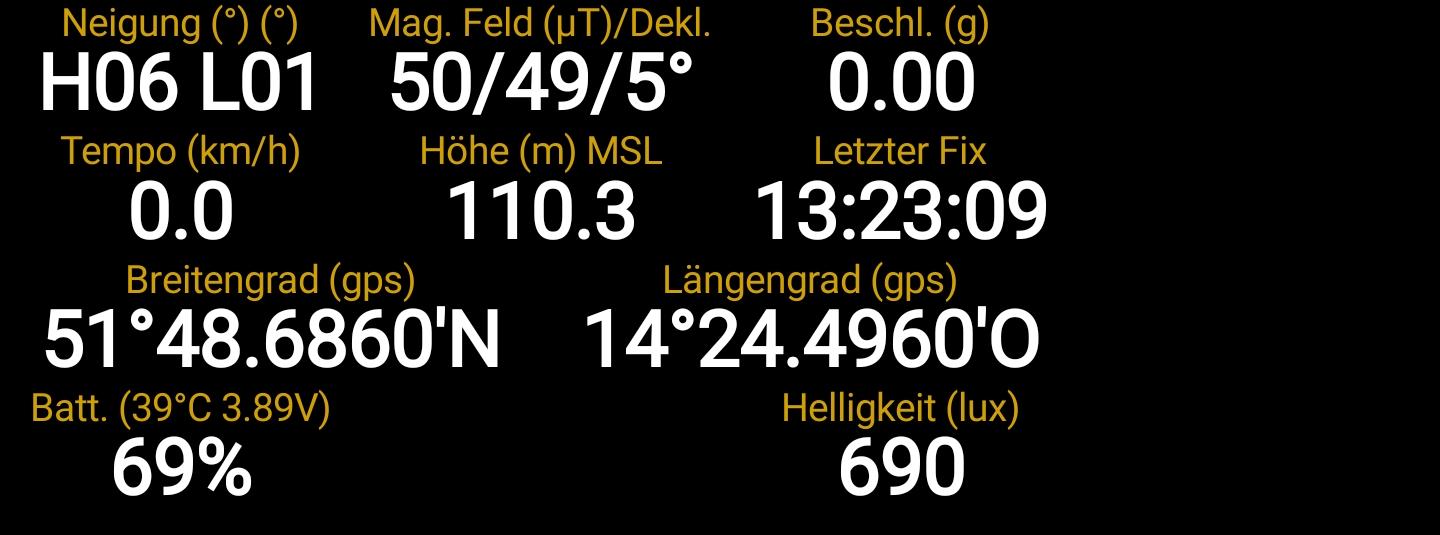 Neigung (°) (°) Mag. Feld (µT)/Dekl. Beschl. (g)
H06 L01 50/49/5° 0.00
Tempo (km/h) Höhe (m) MSL Letzter Fix
0.0 110.3 13:23:09
Breitengrad (gps) Längengrad (gps)
51°48.6860'N 14°24.4960'O
Batt. (39°C 3.89V) Helligkeit (lux)
69% 690